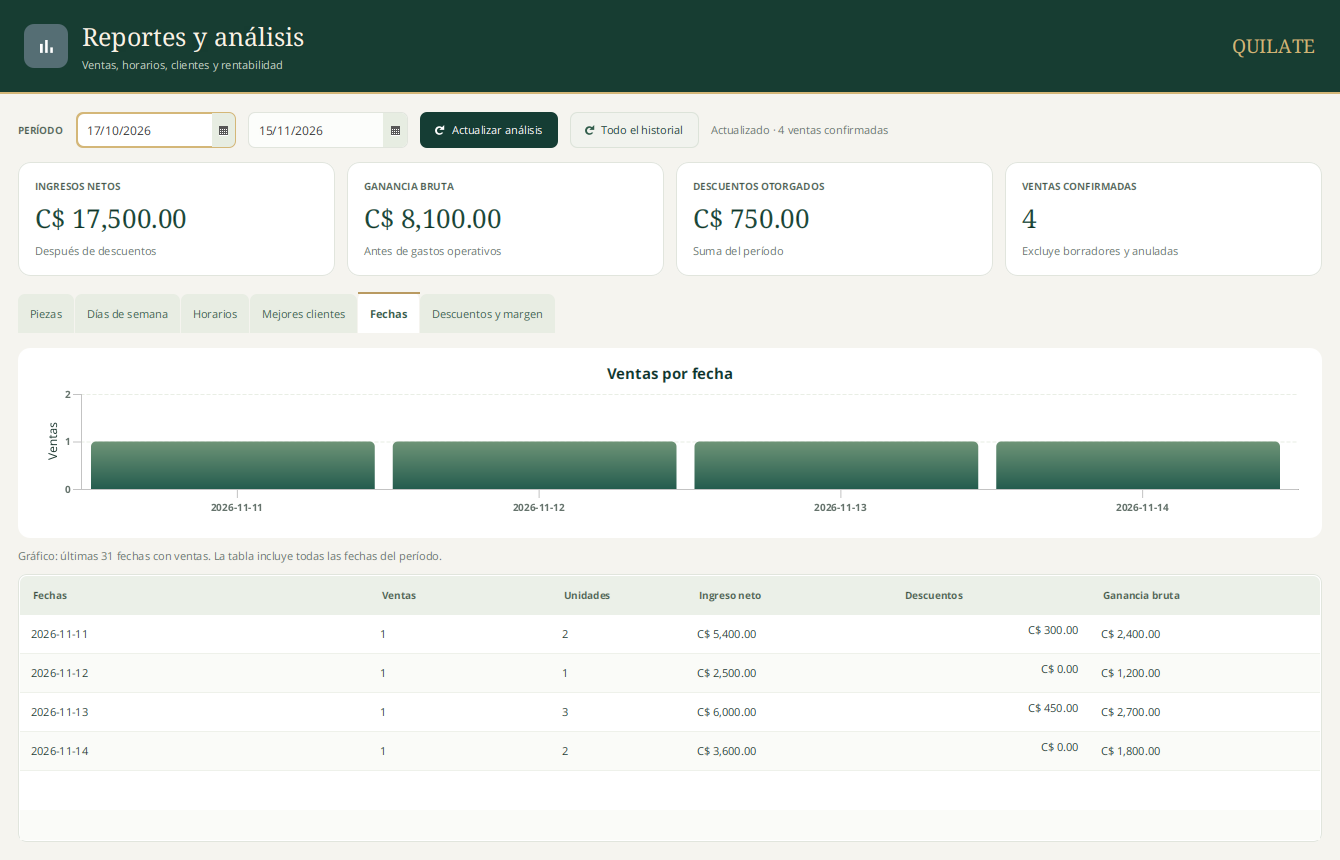 Reportes y análisis
Ventas, horarios, clientes y rentabilidad
QUILATE
PERÍODO 17/10/2026 15/11/2026 Actualizar análisis Todo el historial Actualizado · 4 ventas confirmadas
INGRESOS NETOS
C$ 17,500.00
Después de descuentos
GANANCIA BRUTA
C$ 8,100.00
Antes de gastos operativos
DESCUENTOS OTORGADOS
C$ 750.00
Suma del período
VENTAS CONFIRMADAS
4
Excluye borradores y anuladas
Piezas Días de semana Horarios Mejores clientes Fechas Descuentos y margen
Ventas por fecha
Ventas
2
1
0
2026-11-11 2026-11-12 2026-11-13 2026-11-14
Gráfico: últimas 31 fechas con ventas. La tabla incluye todas las fechas del período.
Fechas Ventas Unidades Ingreso neto Descuentos Ganancia bruta
2026-11-11 1 2 C$ 5,400.00 C$ 300.00 C$ 2,400.00
2026-11-12 1 1 C$ 2,500.00 C$ 0.00 C$ 1,200.00
2026-11-13 1 3 C$ 6,000.00 C$ 450.00 C$ 2,700.00
2026-11-14 1 2 C$ 3,600.00 C$ 0.00 C$ 1,800.00